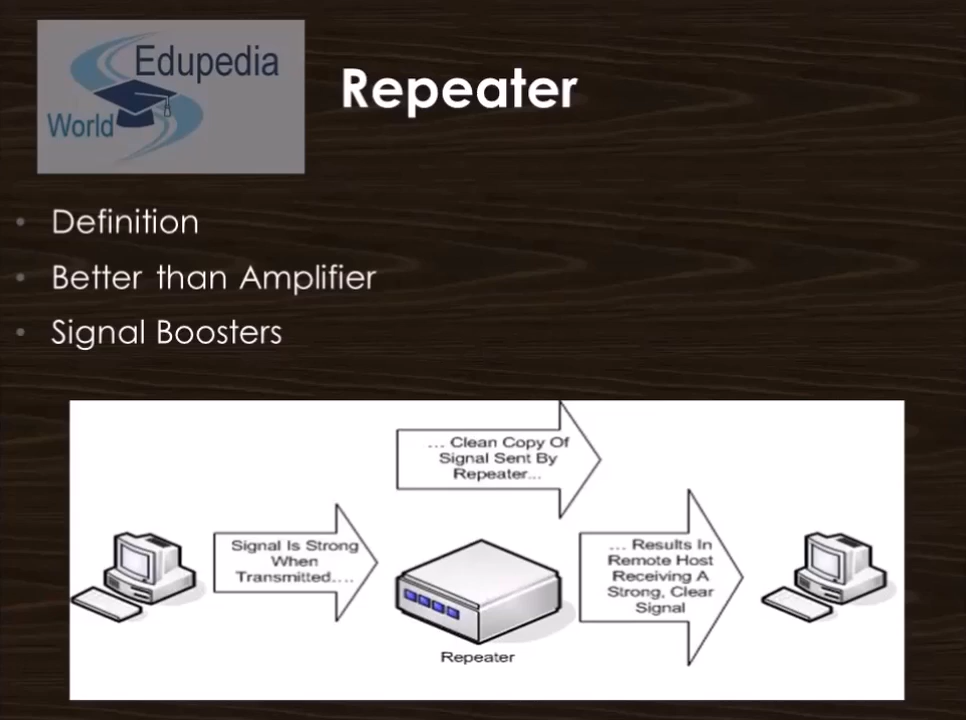 Edupedia
World
Repeater
• Definition
• Better than Amplifier
• Signal Boosters
... Clean Copy Of
Signal Sent By
Repeater...
Signal Is Strong
When
Transmitted....
... Results In
Remote Host
Receiving A
Strong, Clear
Signal
Repeater